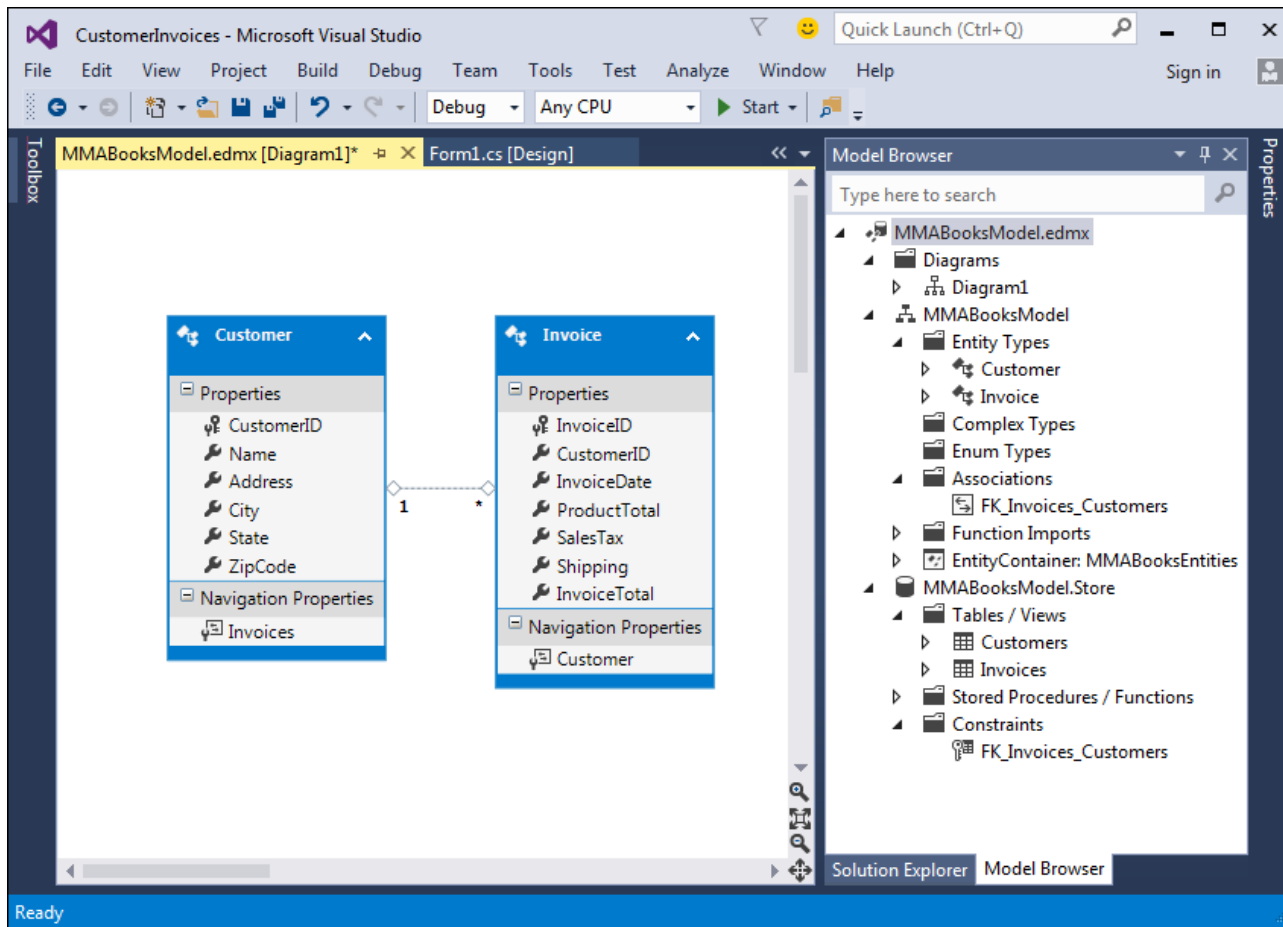 CustomerInvoices - Microsoft Visual Studio
Quick Launch (Ctrl+Q)
File Edit View Project Build Debug Team Tools Test Analyze Window Help Sign in
Debug Any CPU Start
Toolbox
MMABooksModel.edmx [Diagram1]* Form1.cs [Design]
Customer
Properties
CustomerID
Name
Address
City
State
ZipCode
Navigation Properties
Invoices
1 *
Invoice
Properties
InvoiceID
CustomerID
InvoiceDate
ProductTotal
SalesTax
Shipping
InvoiceTotal
Navigation Properties
Customer
Model Browser
Type here to search
MMABooksModel.edmx
Diagrams
Diagram1
MMABooksModel
Entity Types
Customer
Invoice
Complex Types
Enum Types
Associations
FK_Invoices_Customers
Function Imports
EntityContainer: MMABooksEntities
MMABooksModel.Store
Tables / Views
Customers
Invoices
Stored Procedures / Functions
Constraints
FK_Invoices_Customers
Solution Explorer Model Browser
Properties
Ready